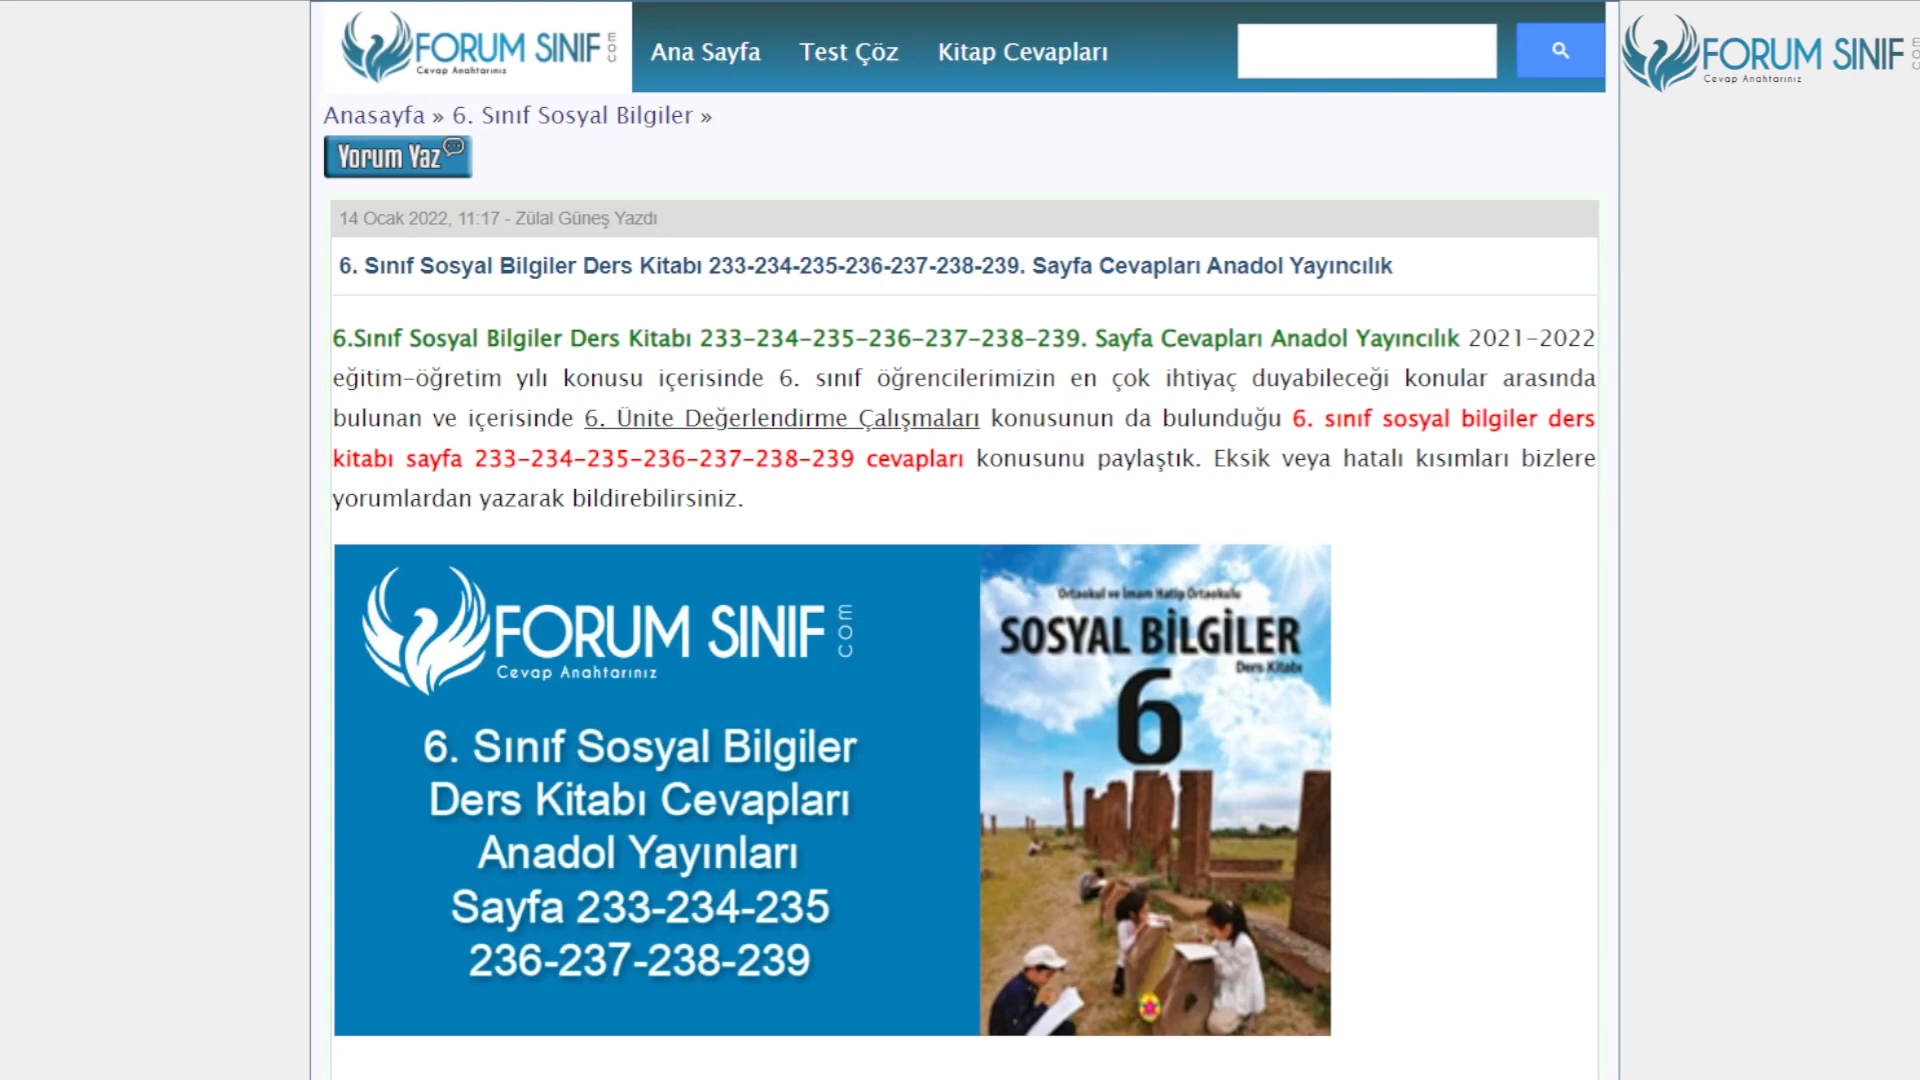 FORUM SINIF com
Cevap Anahtarınız
Ana Sayfa
Test Çöz
Kitap Cevapları
FORUM SINIF com
Cevap Anahtarınız
Anasayfa » 6. Sınıf Sosyal Bilgiler »
Yorum Yaz
14 Ocak 2022, 11:17 - Zülal Güneş Yazdı
6. Sınıf Sosyal Bilgiler Ders Kitabı 233-234-235-236-237-238-239. Sayfa Cevapları Anadol Yayıncılık
6.Sınıf Sosyal Bilgiler Ders Kitabı 233-234-235-236-237-238-239. Sayfa Cevapları Anadol Yayıncılık 2021-2022
eğitim-öğretim yılı konusu içerisinde 6. sınıf öğrencilerimizin en çok ihtiyaç duyabileceği konular arasında
bulunan ve içerisinde 6. Ünite Değerlendirme Çalışmaları konusunun da bulunduğu 6. sınıf sosyal bilgiler ders
kitabı sayfa 233-234-235-236-237-238-239 cevapları konusunu paylaştık. Eksik veya hatalı kısımları bizlere
yorumlardan yazarak bildirebilirsiniz.
FORUM SINIF com
Cevap Anahtarınız
6. Sınıf Sosyal Bilgiler
Ders Kitabı Cevapları
Anadol Yayınları
Sayfa 233-234-235
236-237-238-239
Ortaokul ve İmam Hatip Ortaokulu
SOSYAL BİLGİLER
Ders Kitabı
6